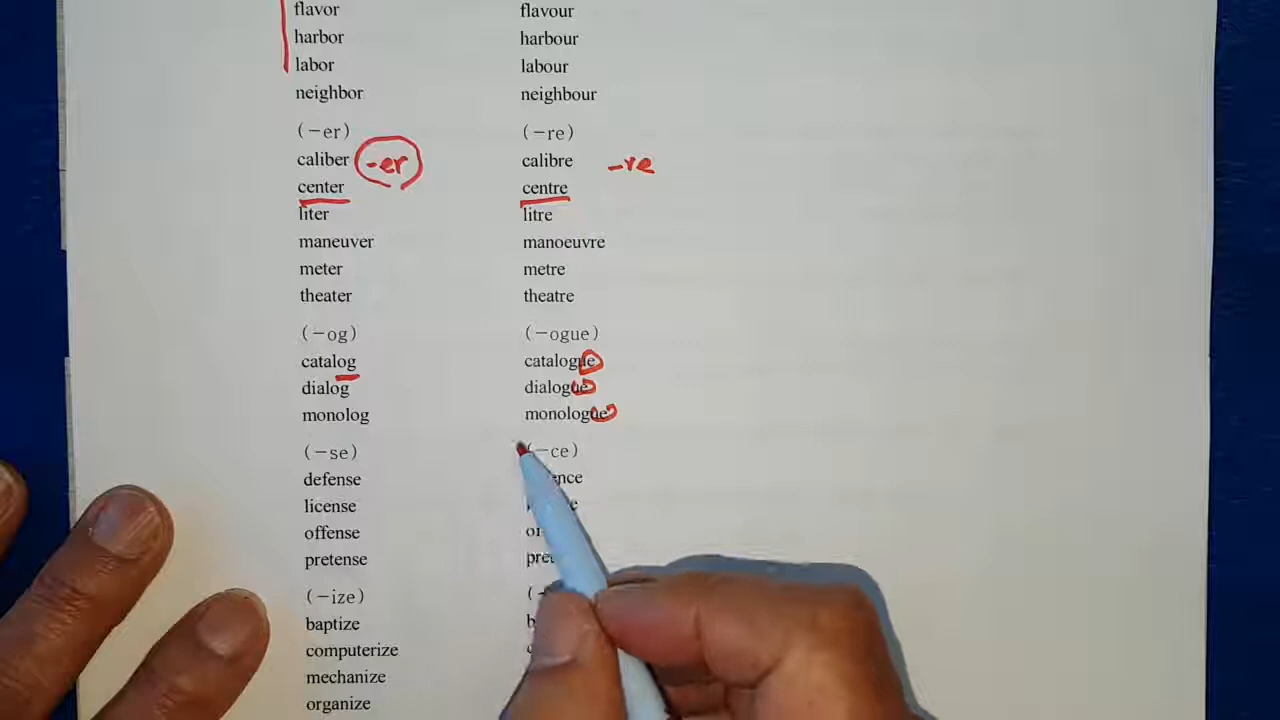 flavor flavour
harbor harbour
labor labour
neighbor neighbour
(-er) (-re)
caliber -er calibre -re
center centre
liter litre
maneuver manoeuvre
meter metre
theater theatre
(-og) (-ogue)
catalog catalogue
dialog dialogue
monolog monologue
(-se) (-ce)
defense
license
offense
pretense
(-ize)
baptize
computerize
mechanize
organize